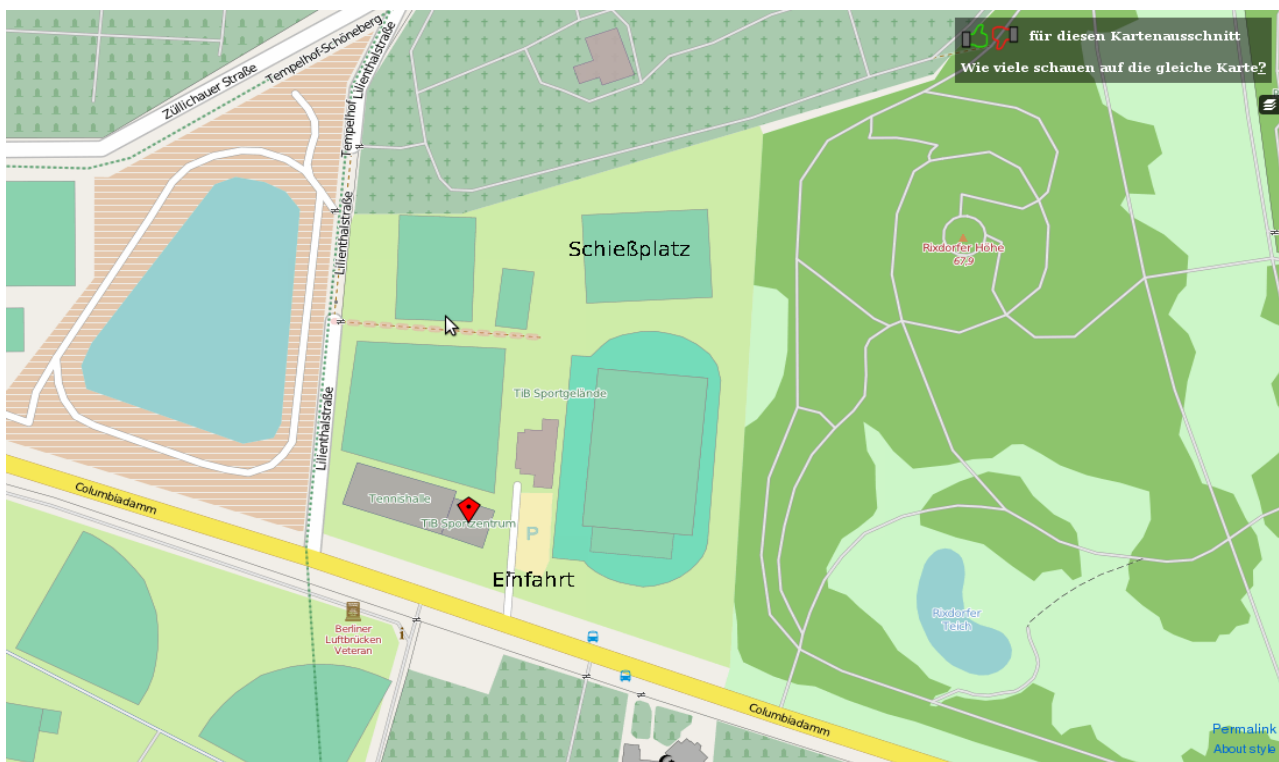 für diesen Kartenausschnitt
Wie viele schauen auf die gleiche Karte?
Züllichauer Straße
Tempelhof-Schöneberg
Lilienthalstraße
Tempelhof
Lilienthalstraße
Schießplatz
Rixdorfer Höhe
67,9
TiB Sportgelände
Lilienthalstraße
Columbiadamm
Tennishalle
TiB Sportzentrum
P
Einfahrt
Berliner
Luftbrücken
Veteran
i
Rixdorfer
Teich
Columbiadamm
Permalink
About style